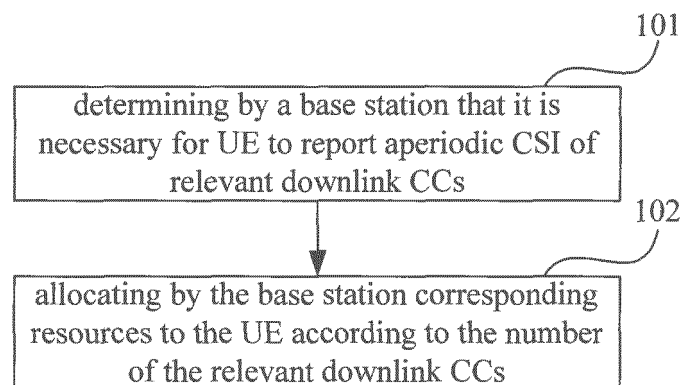 101
determining by a base station that it is
necessary for UE to report aperiodic CSI of
relevant downlink CCs
102
allocating by the base station corresponding
resources to the UE according to the number
of the relevant downlink CCs